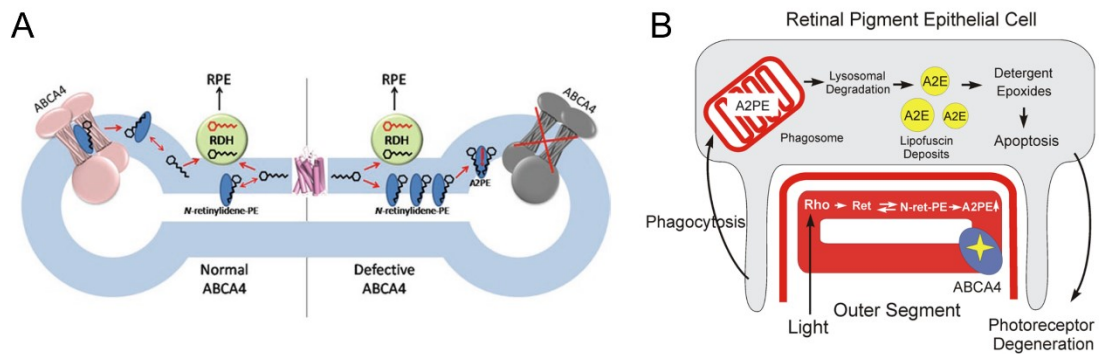 A
ABCA4
RPE
RDH
N-retinylidene-PE
Normal
ABCA4
RPE
RDH
N-retinylidene-PE
A2PE
ABCA4
Defective
ABCA4
B
Retinal Pigment Epithelial Cell
A2PE
Phagosome
Lysosomal
Degradation
A2E
A2E
A2E
Lipofuscin
Deposits
Detergent
Epoxides
Apoptosis
Phagocytosis
Rho → Ret ⇌ N-ret-PE → A2PE
ABCA4
Outer Segment
Light
Photoreceptor
Degeneration